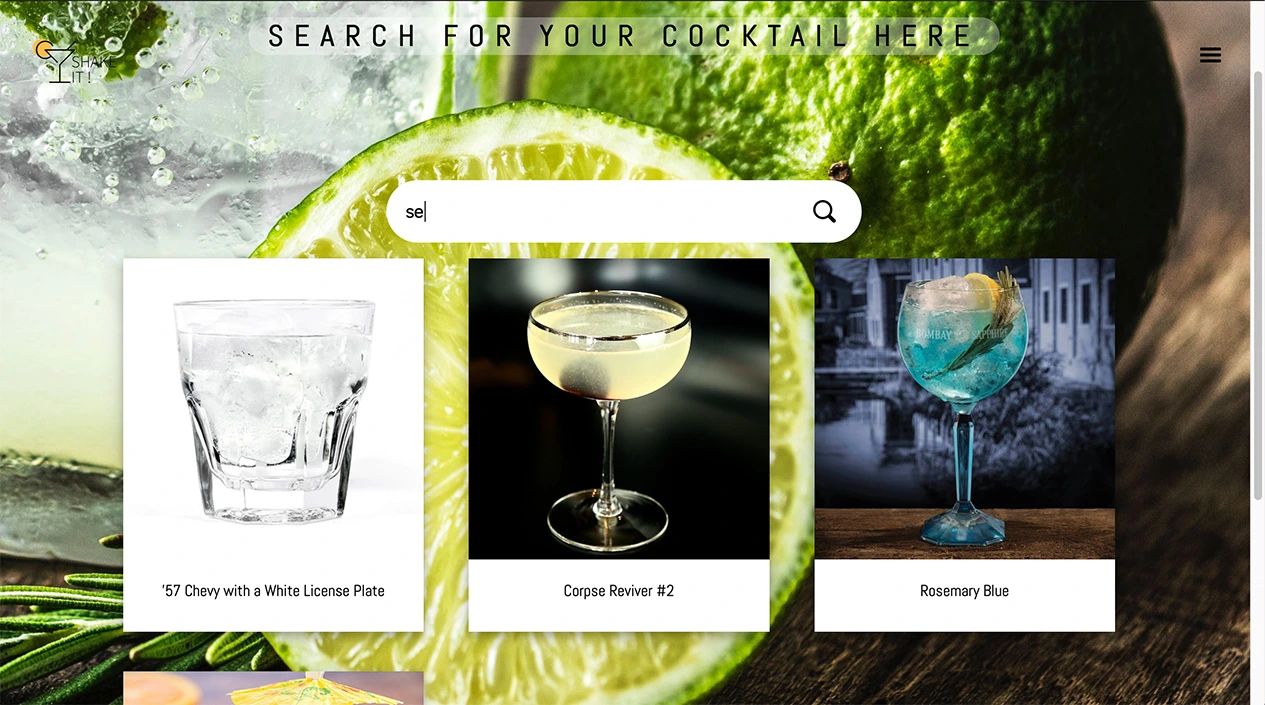 SEARCH FOR YOUR COCKTAIL HERE
SHAKE
IT!
se
BOMBAY SAPPHIRE
'57 Chevy with a White License Plate
Corpse Reviver #2
Rosemary Blue